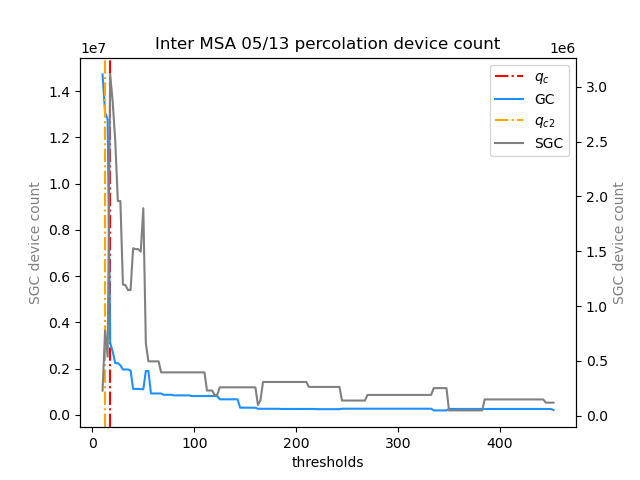 Inter MSA 05/13 percolation device count
1e7
1e6
SGC device count
1.4
1.2
1.0
0.8
0.6
0.4
0.2
0.0
q_c
GC
q_{c2}
SGC
3.0
2.5
2.0
1.5
1.0
0.5
0.0
SGC device count
0
100
200
300
400
thresholds